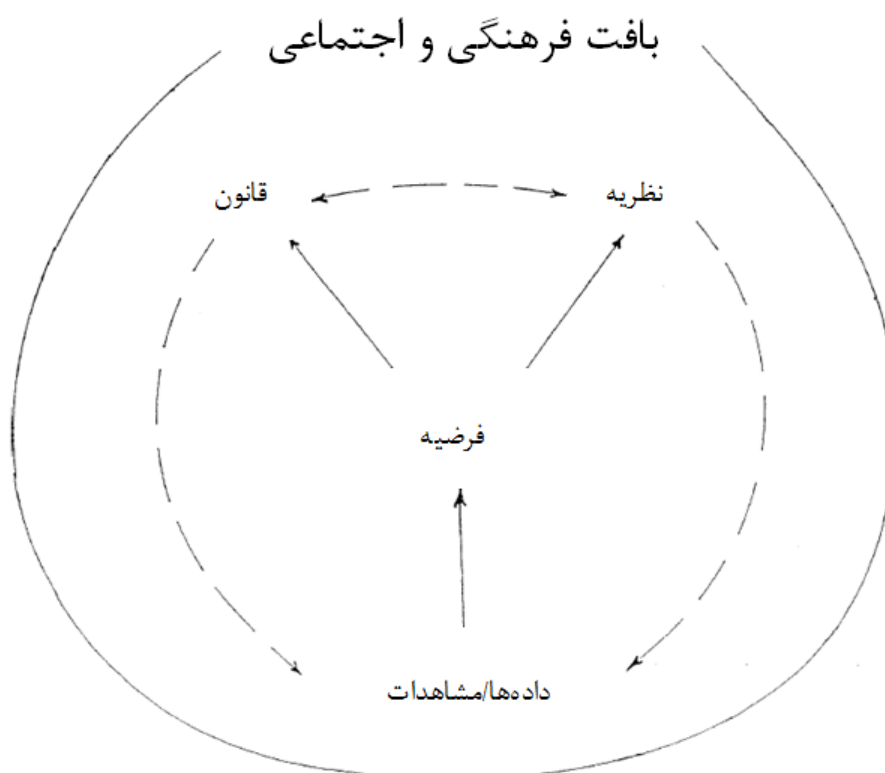 بافت فرهنگی و اجتماعی
نظریه
قانون
فرضیه
داده‌ها/مشاهدات